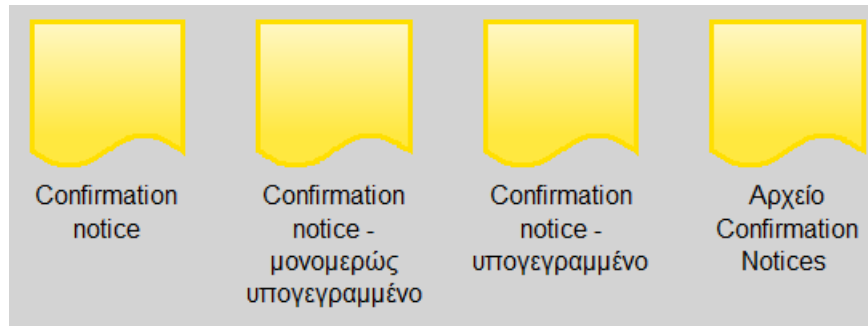 Confirmation
notice
Confirmation
notice -
μονομερώς
υπογεγραμμένο
Confirmation
notice -
υπογεγραμμένο
Αρχείο
Confirmation
Notices